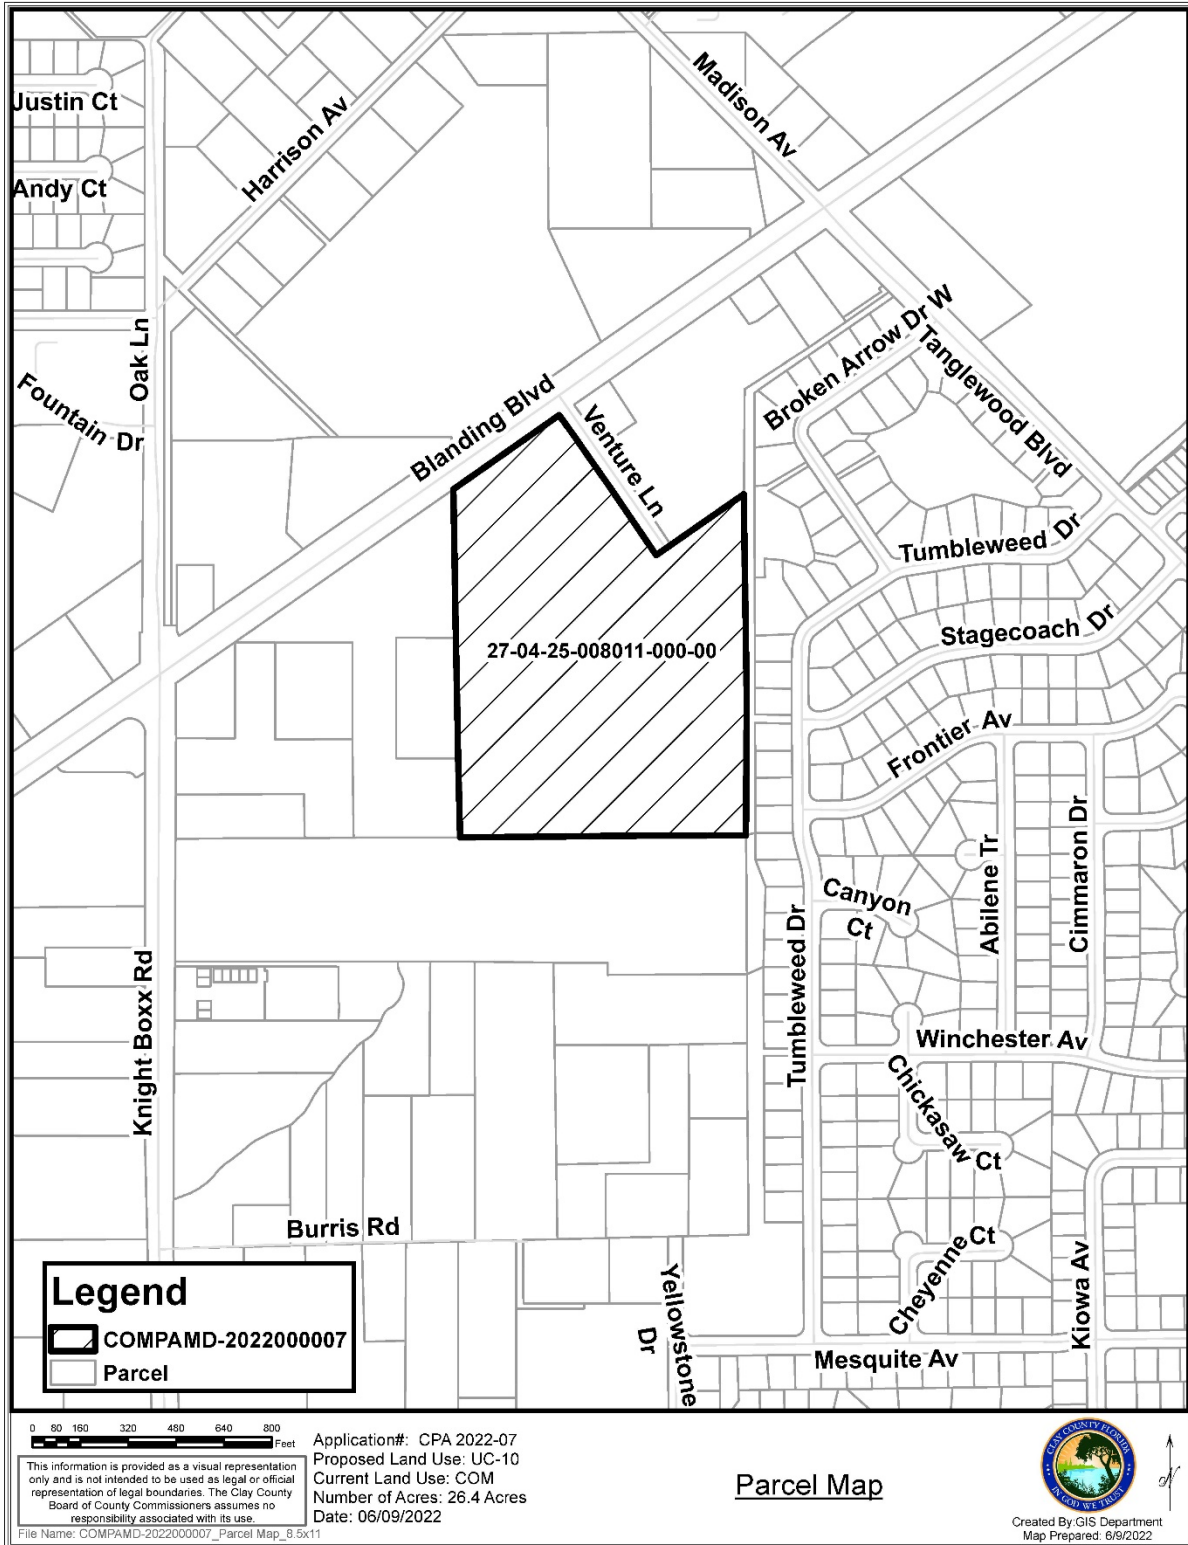 Justin Ct
Andy Ct
Harrison Av
Madison Av
Oak Ln
Fountain Dr
Blanding Blvd
Venture Ln
Broken Arrow Dr W
Tanglewood Blvd
Tumbleweed Dr
Stagecoach Dr
27-04-25-008011-000-00
Frontier Av
Abilene Tr
Cimmaron Dr
Canyon
Ct
Tumbleweed Dr
Knight Boxx Rd
Winchester Av
Chickasaw Ct
Burris Rd
Cheyenne Ct
Kiowa Av
Yellowstone
Dr
Mesquite Av
Legend
COMPAMD-2022000007
Parcel
0 80 160 320 480 640 800
Feet
This information is provided as a visual representation
only and is not intended to be used as legal or official
representation of legal boundaries. The Clay County
Board of County Commissioners assumes no
responsibility associated with its use.
File Name: COMPAMD-2022000007_Parcel Map_8.5x11
Application#: CPA 2022-07
Proposed Land Use: UC-10
Current Land Use: COM
Number of Acres: 26.4 Acres
Date: 06/09/2022
Parcel Map
CLAY COUNTY FLORIDA
IN GOD WE TRUST
N
Created By:GIS Department
Map Prepared: 6/9/2022